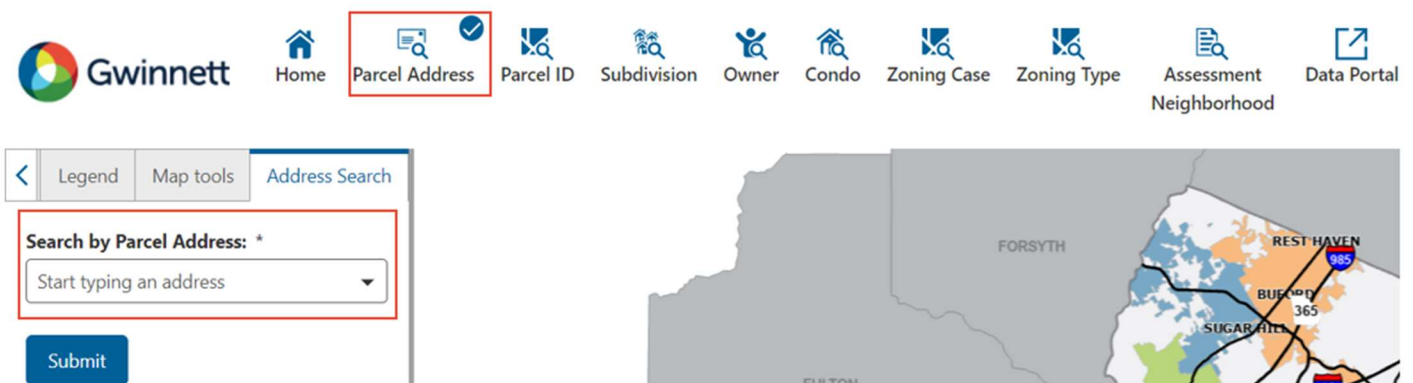 Gwinnett
Home
Parcel Address
Parcel ID
Subdivision
Owner
Condo
Zoning Case
Zoning Type
Assessment
Neighborhood
Data Portal
Legend
Map tools
Address Search
Search by Parcel Address: *
Start typing an address
Submit
FORSYTH
REST HAVEN
985
BUFORD
365
SUGAR HILL
FULTON